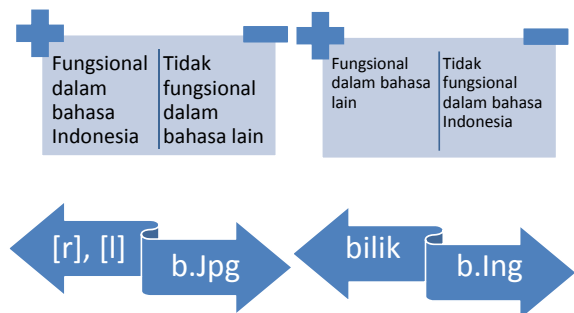 Fungsional
dalam
bahasa
Indonesia
Tidak
fungsional
dalam
bahasa lain
Fungsional
dalam bahasa
lain
Tidak
fungsional
dalam bahasa
Indonesia
[r], [l]
b.Jpg
bilik
b.Ing